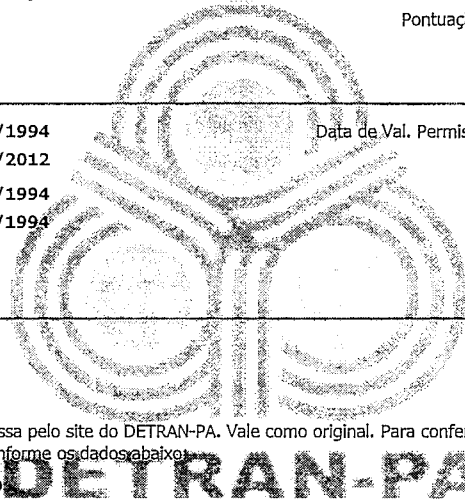 Pontuaç
/1994
Data de Val. Permis
/2012
/1994
/1994
ssa pelo site do DETRAN-PA. Vale como original. Para confer
nforme os dados abaixo:
DETRAN-PA